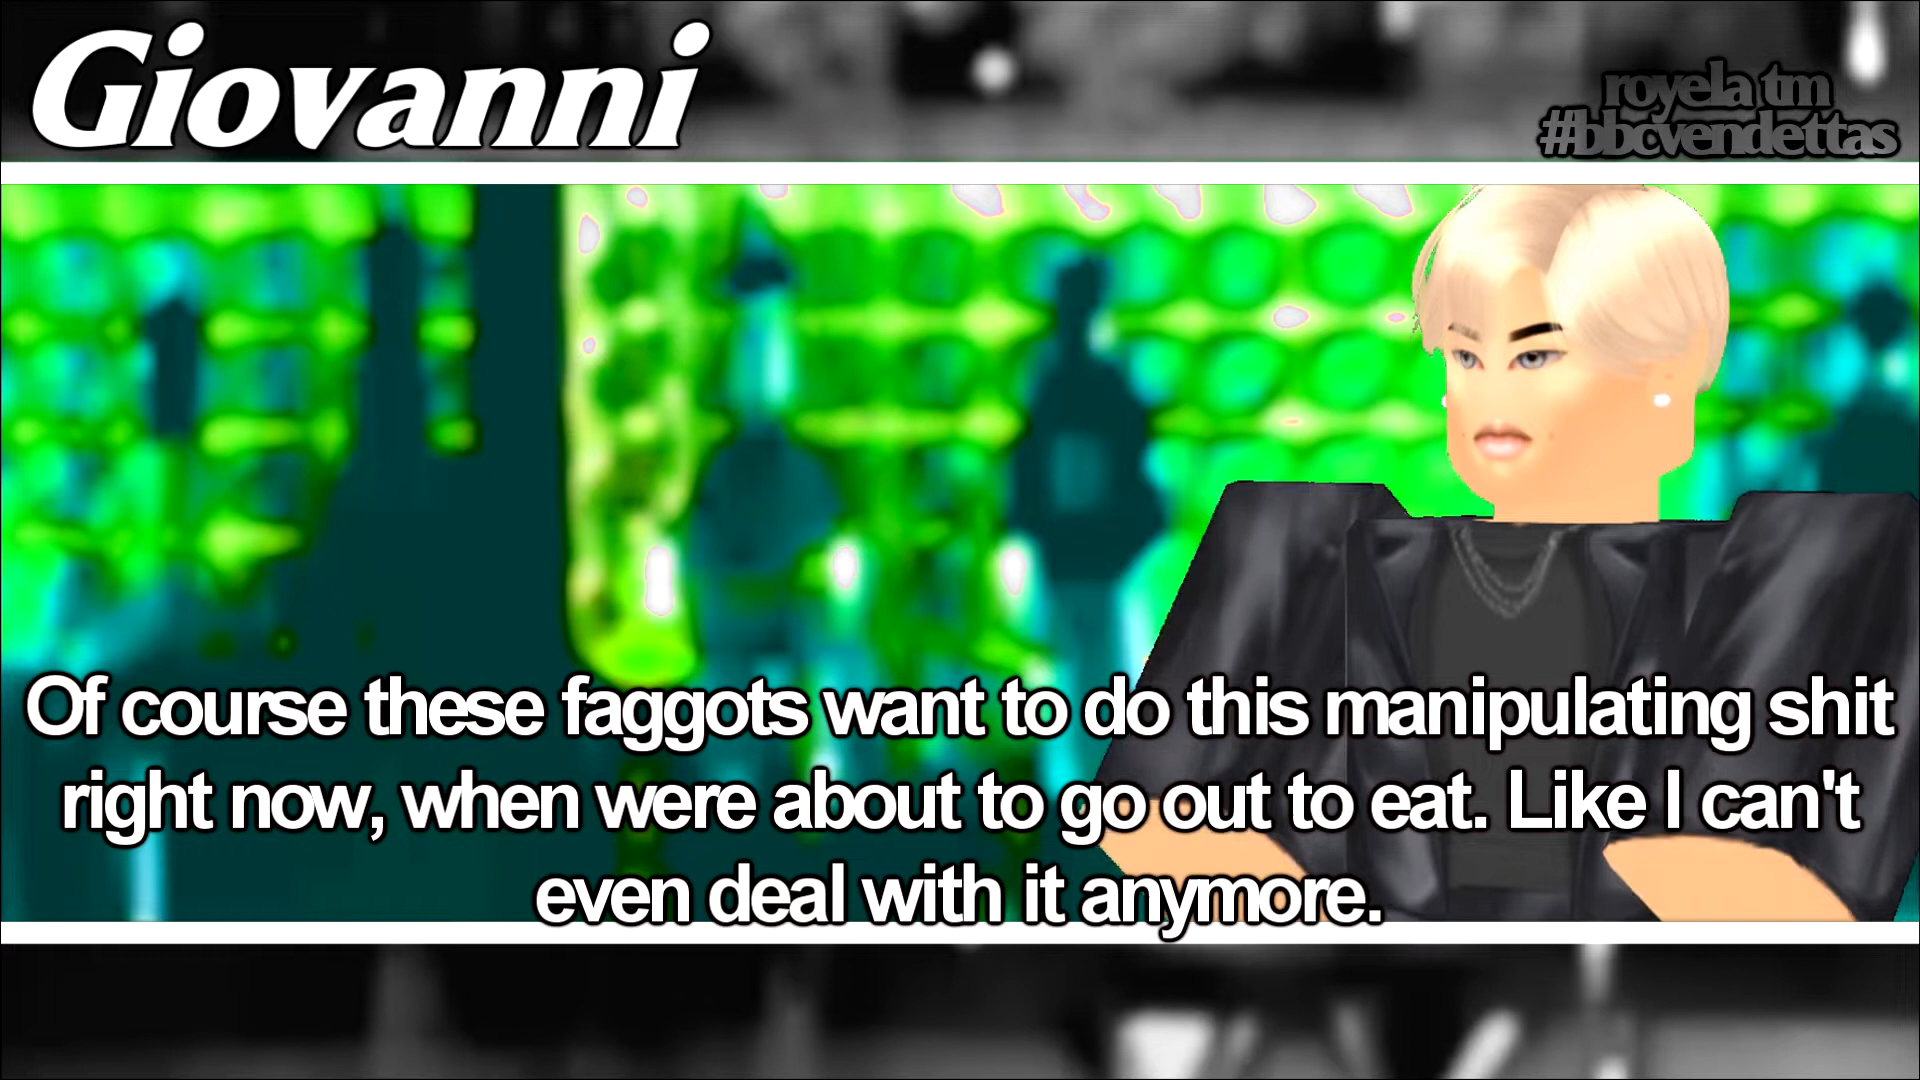 Giovanni
royela tm
#bbcvendettas
Of course these faggots want to do this manipulating shit
right now, when were about to go out to eat. Like I can't
even deal with it anymore.